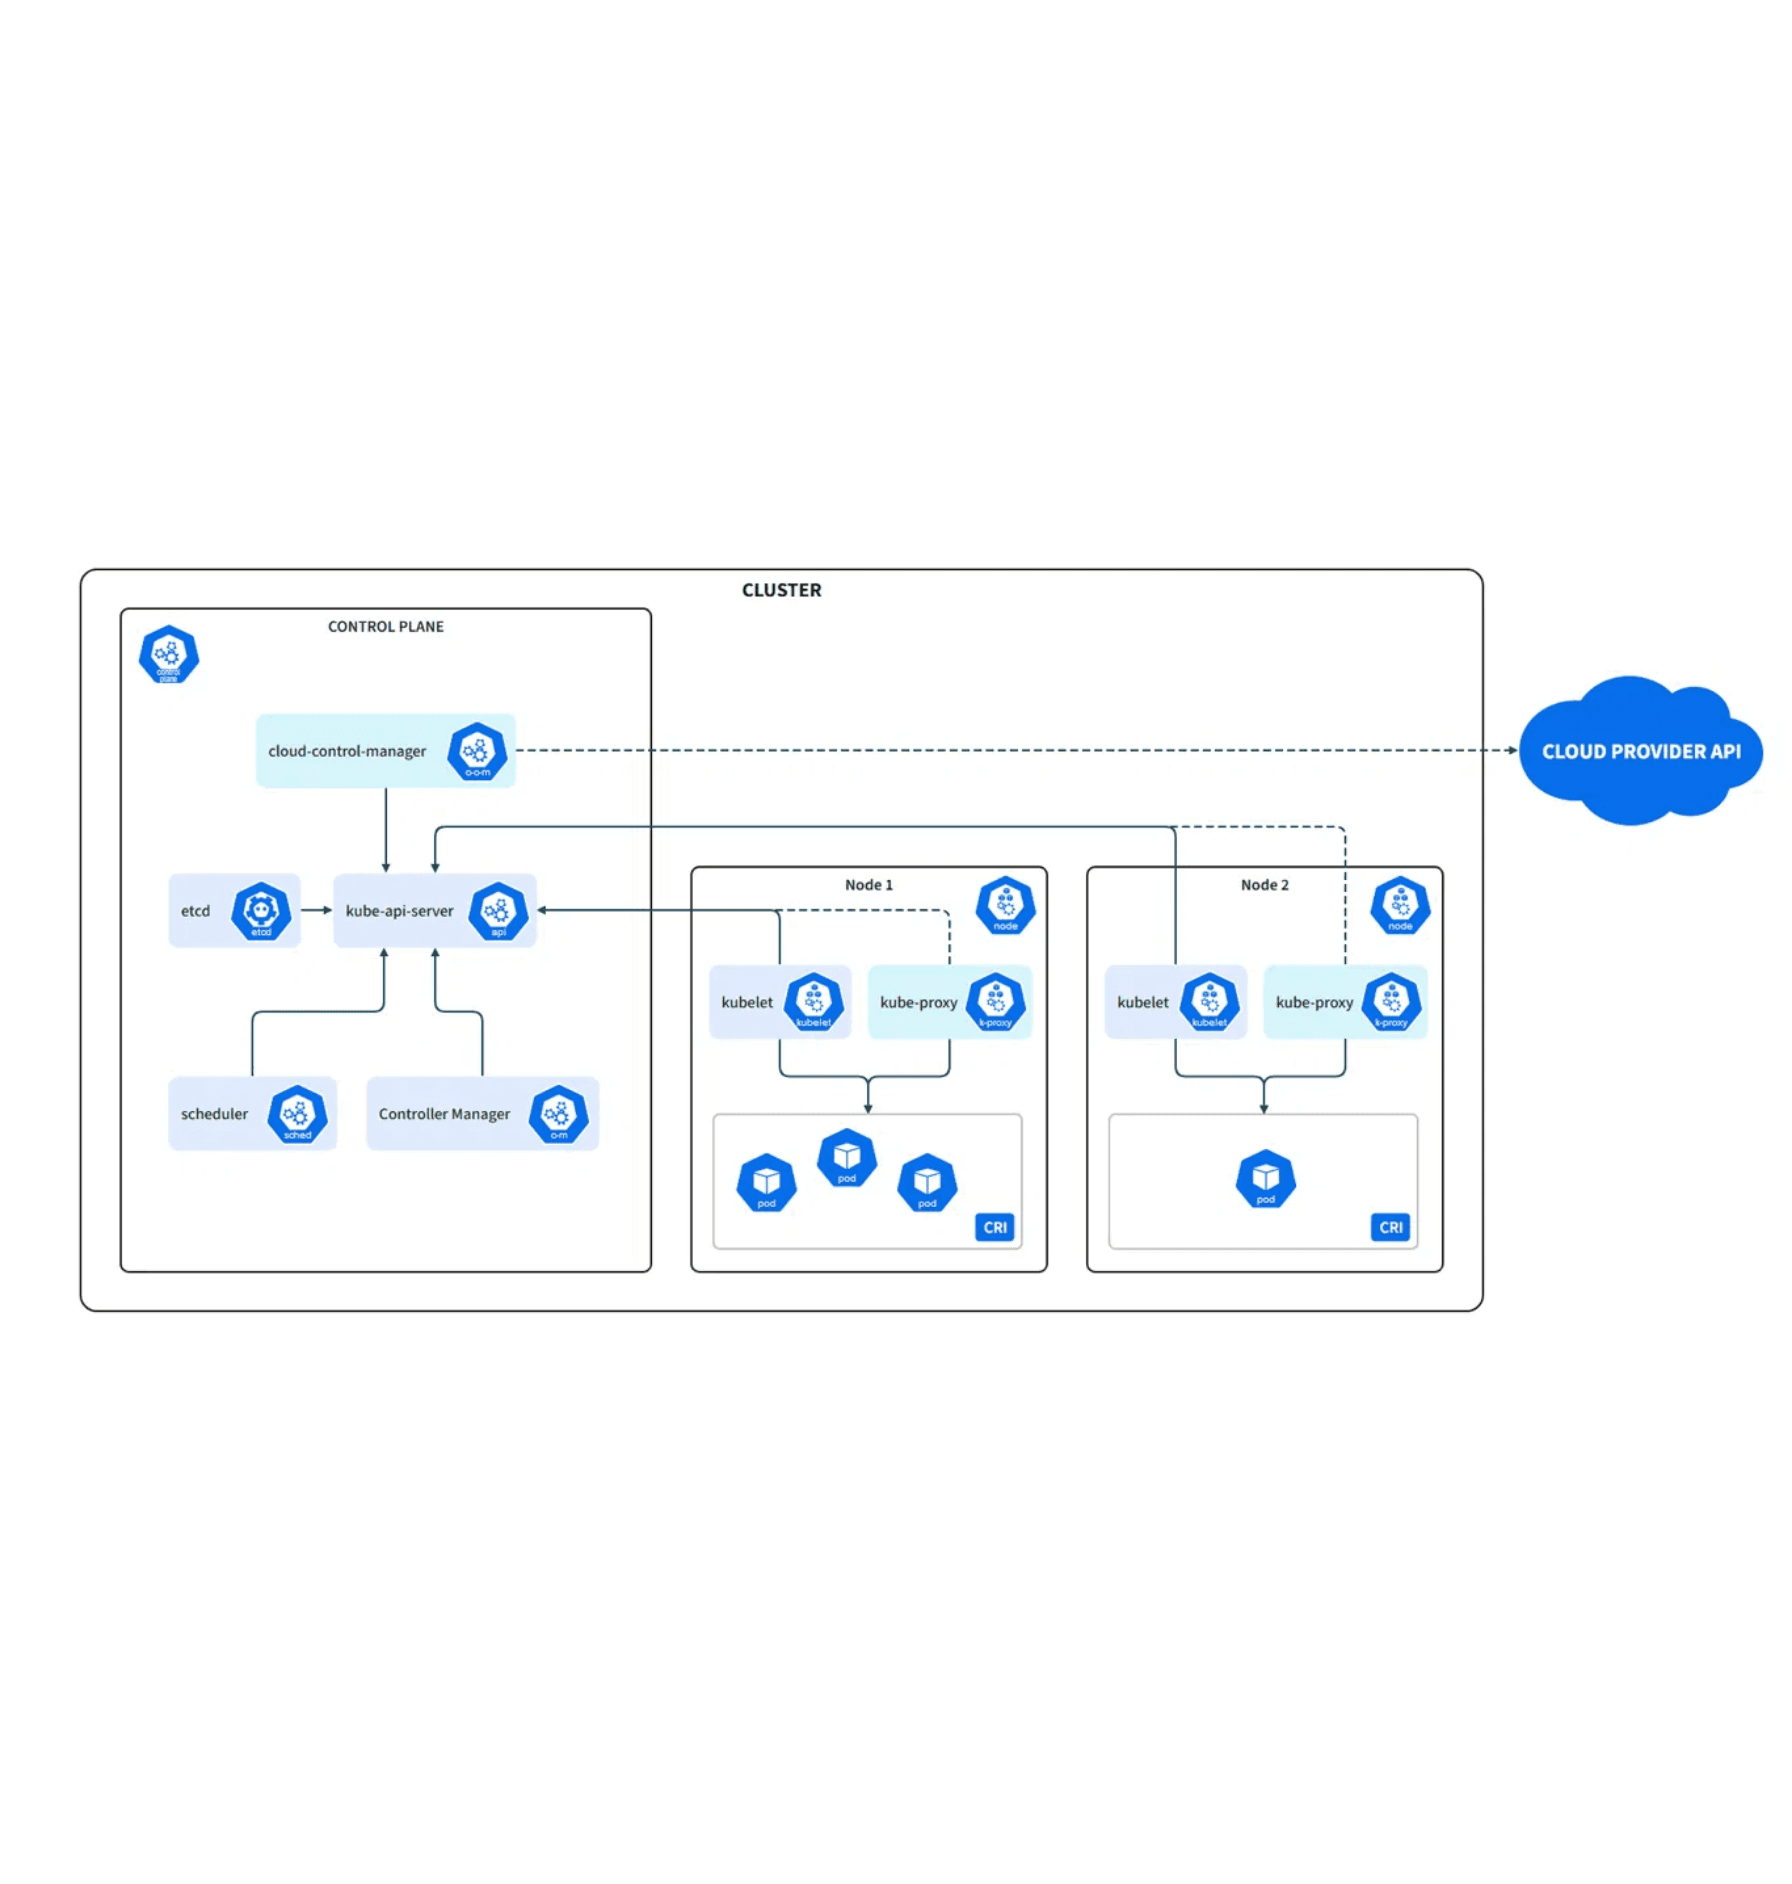 CLUSTER
CONTROL PLANE
control
plane
cloud-control-manager
c-c-m
CLOUD PROVIDER API
etcd
etcd
kube-api-server
api
scheduler
sched
Controller Manager
c-m
Node 1
node
kubelet
kubelet
kube-proxy
k-proxy
pod
pod
pod
CRI
Node 2
node
kubelet
kubelet
kube-proxy
k-proxy
pod
CRI